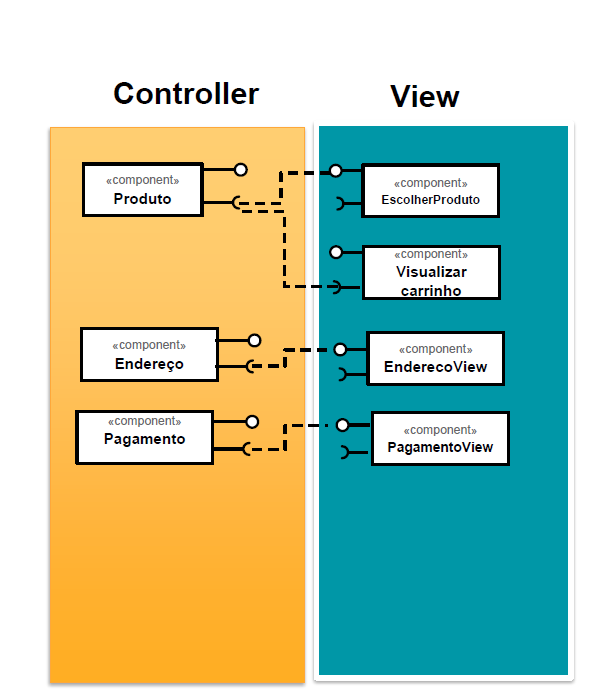 Controller
View
«component»
Produto
«component»
EscolherProduto
«component»
Visualizar
carrinho
«component»
Endereço
«component»
EnderecoView
«component»
Pagamento
«component»
PagamentoView